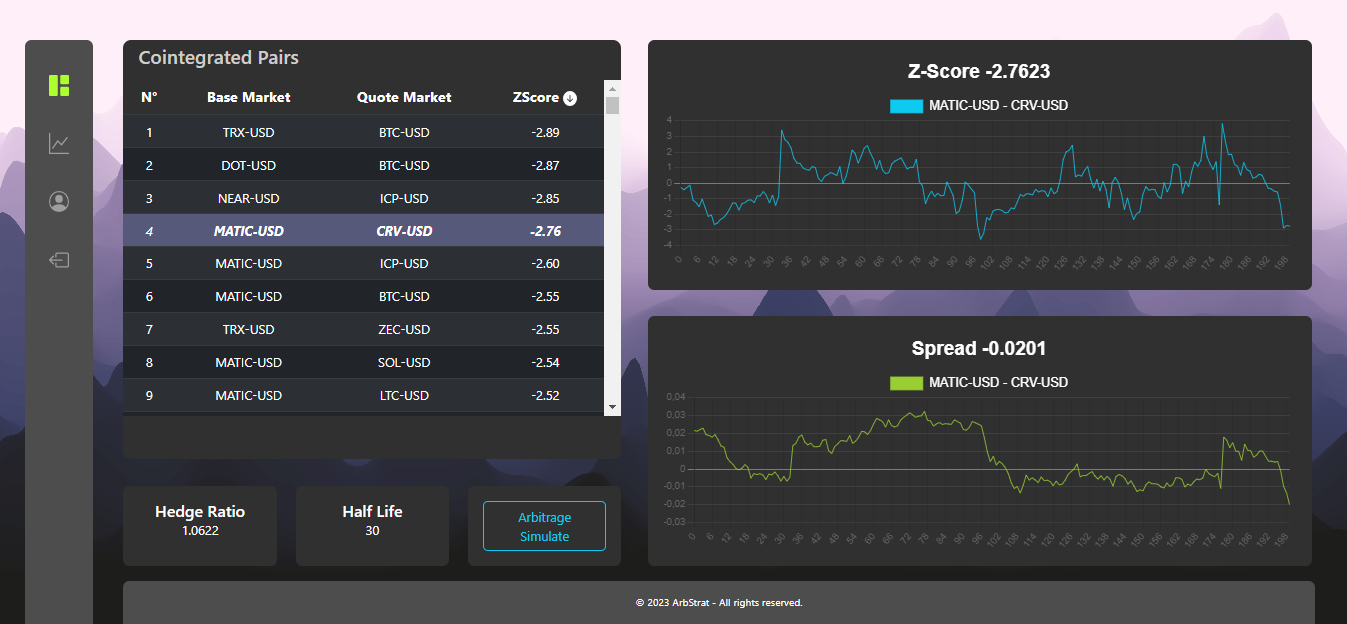 Cointegrated Pairs
N° Base Market Quote Market ZScore
1 TRX-USD BTC-USD -2.89
2 DOT-USD BTC-USD -2.87
3 NEAR-USD ICP-USD -2.85
4 MATIC-USD CRV-USD -2.76
5 MATIC-USD ICP-USD -2.60
6 MATIC-USD BTC-USD -2.55
7 TRX-USD ZEC-USD -2.55
8 MATIC-USD SOL-USD -2.54
9 MATIC-USD LTC-USD -2.52
Hedge Ratio
1.0622
Half Life
30
Arbitrage
Simulate
Z-Score -2.7623
MATIC-USD - CRV-USD
4
3
2
1
0
-1
-2
-3
-4
0 6 12 18 24 30 36 42 48 54 60 66 72 78 84 90 96 102 108 114 120 126 132 138 144 150 156 162 168 174 180 186 192 198
Spread -0.0201
MATIC-USD - CRV-USD
0,04
0,03
0,02
0,01
0
-0,01
-0,02
-0,03
0 6 12 18 24 30 36 42 48 54 60 66 72 78 84 90 96 102 108 114 120 126 132 138 144 150 156 162 168 174 180 186 192 198
© 2023 ArbStrat - All rights reserved.